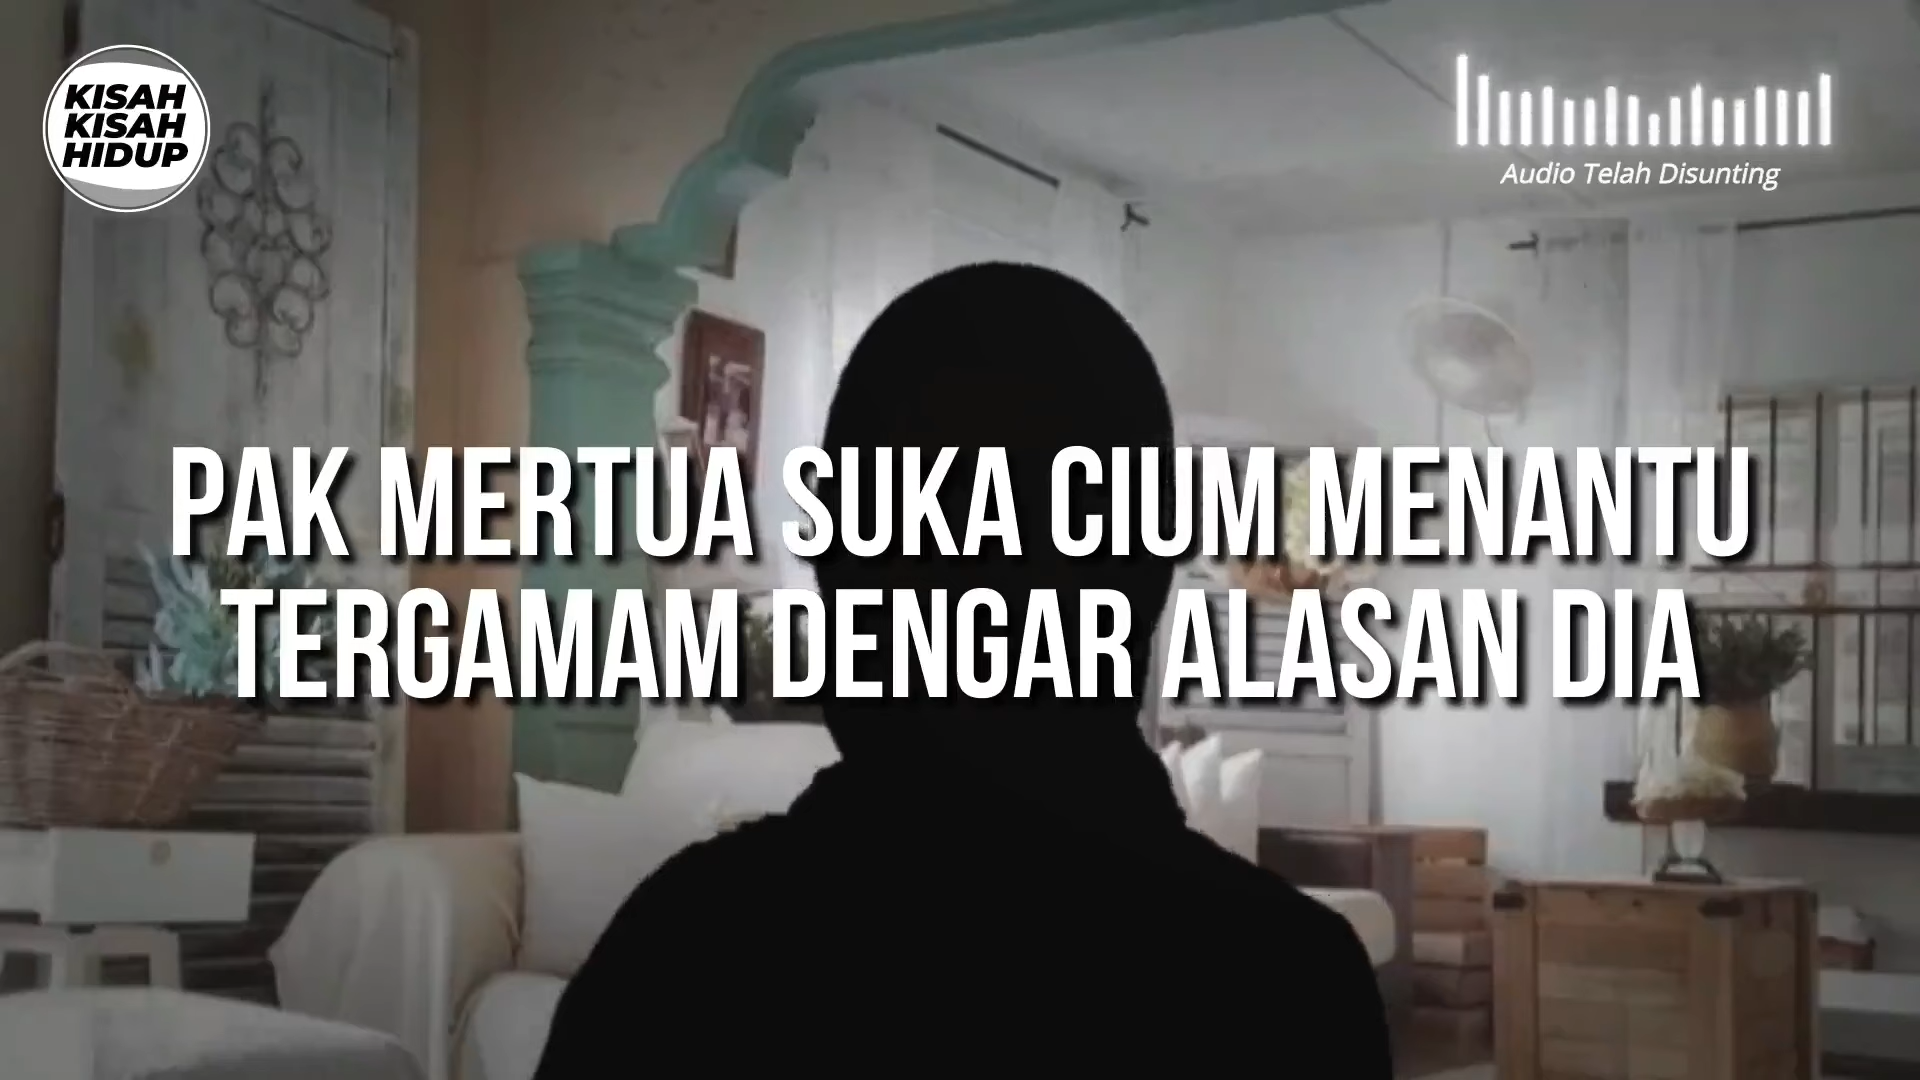 KISAH
KISAH
HIDUP
Audio Telah Disunting
PAK MERTUA SUKA CIUM MENANTU
TERGAMAM DENGAR ALASAN DIA